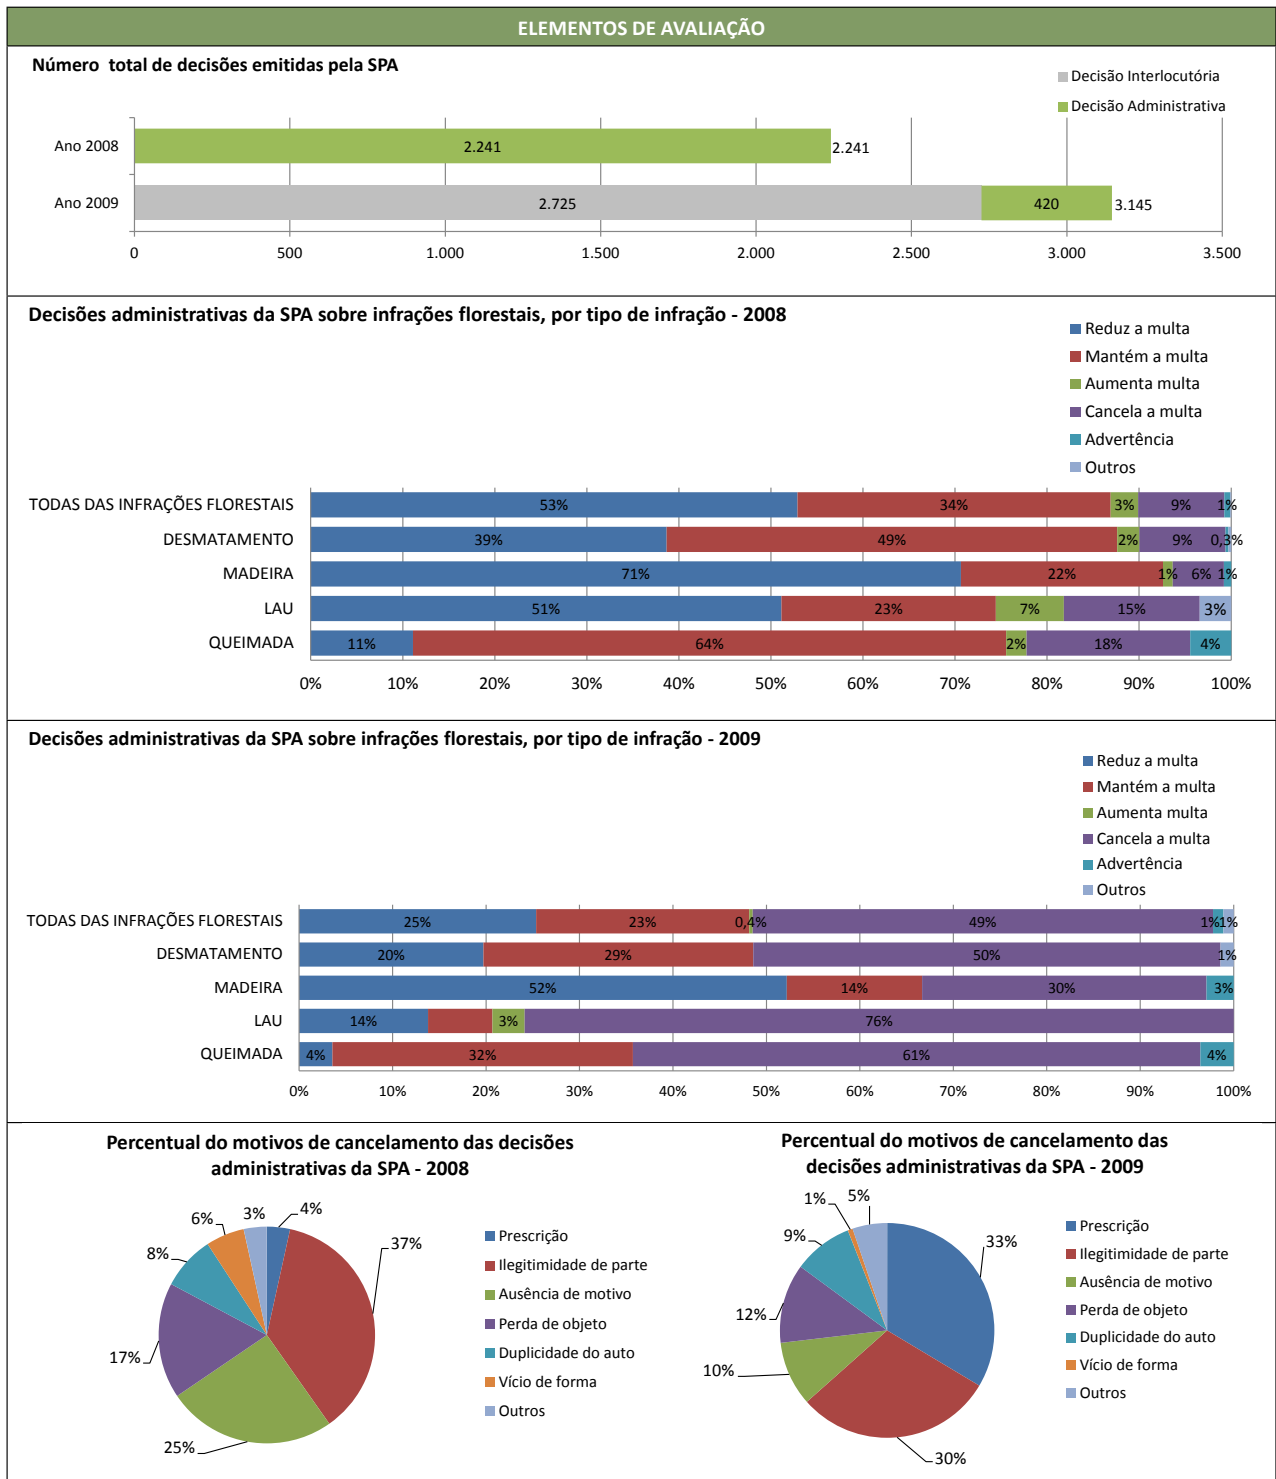 ELEMENTOS DE AVALIAÇÃO
Número total de decisões emitidas pela SPA
Decisão Interlocutória
Decisão Administrativa
Ano 2008
2.241
2.241
Ano 2009
2.725
420
3.145
0
500
1.000
1.500
2.000
2.500
3.000
3.500
Decisões administrativas da SPA sobre infrações florestais, por tipo de infração - 2008
Reduz a multa
Mantém a multa
Aumenta multa
Cancela a multa
Advertência
Outros
TODAS DAS INFRAÇÕES FLORESTAIS
53%
34%
3%
9%
1%
DESMATAMENTO
39%
49%
2%
9%
0,3%
MADEIRA
71%
22%
1%
6%
1%
LAU
51%
23%
7%
15%
3%
QUEIMADA
11%
64%
2%
18%
4%
0%
10%
20%
30%
40%
50%
60%
70%
80%
90%
100%
Decisões administrativas da SPA sobre infrações florestais, por tipo de infração - 2009
Reduz a multa
Mantém a multa
Aumenta multa
Cancela a multa
Advertência
Outros
TODAS DAS INFRAÇÕES FLORESTAIS
25%
23%
0,4%
49%
1%
1%
DESMATAMENTO
20%
29%
50%
1%
MADEIRA
52%
14%
30%
3%
LAU
14%
3%
76%
QUEIMADA
4%
32%
61%
4%
0%
10%
20%
30%
40%
50%
60%
70%
80%
90%
100%
Percentual do motivos de cancelamento das decisões
administrativas da SPA - 2008
4%
37%
25%
17%
8%
6%
3%
Prescrição
Ilegitimidade de parte
Ausência de motivo
Perda de objeto
Duplicidade do auto
Vício de forma
Outros
Percentual do motivos de cancelamento das
decisões administrativas da SPA - 2009
33%
30%
10%
12%
9%
1%
5%
Prescrição
Ilegitimidade de parte
Ausência de motivo
Perda de objeto
Duplicidade do auto
Vício de forma
Outros